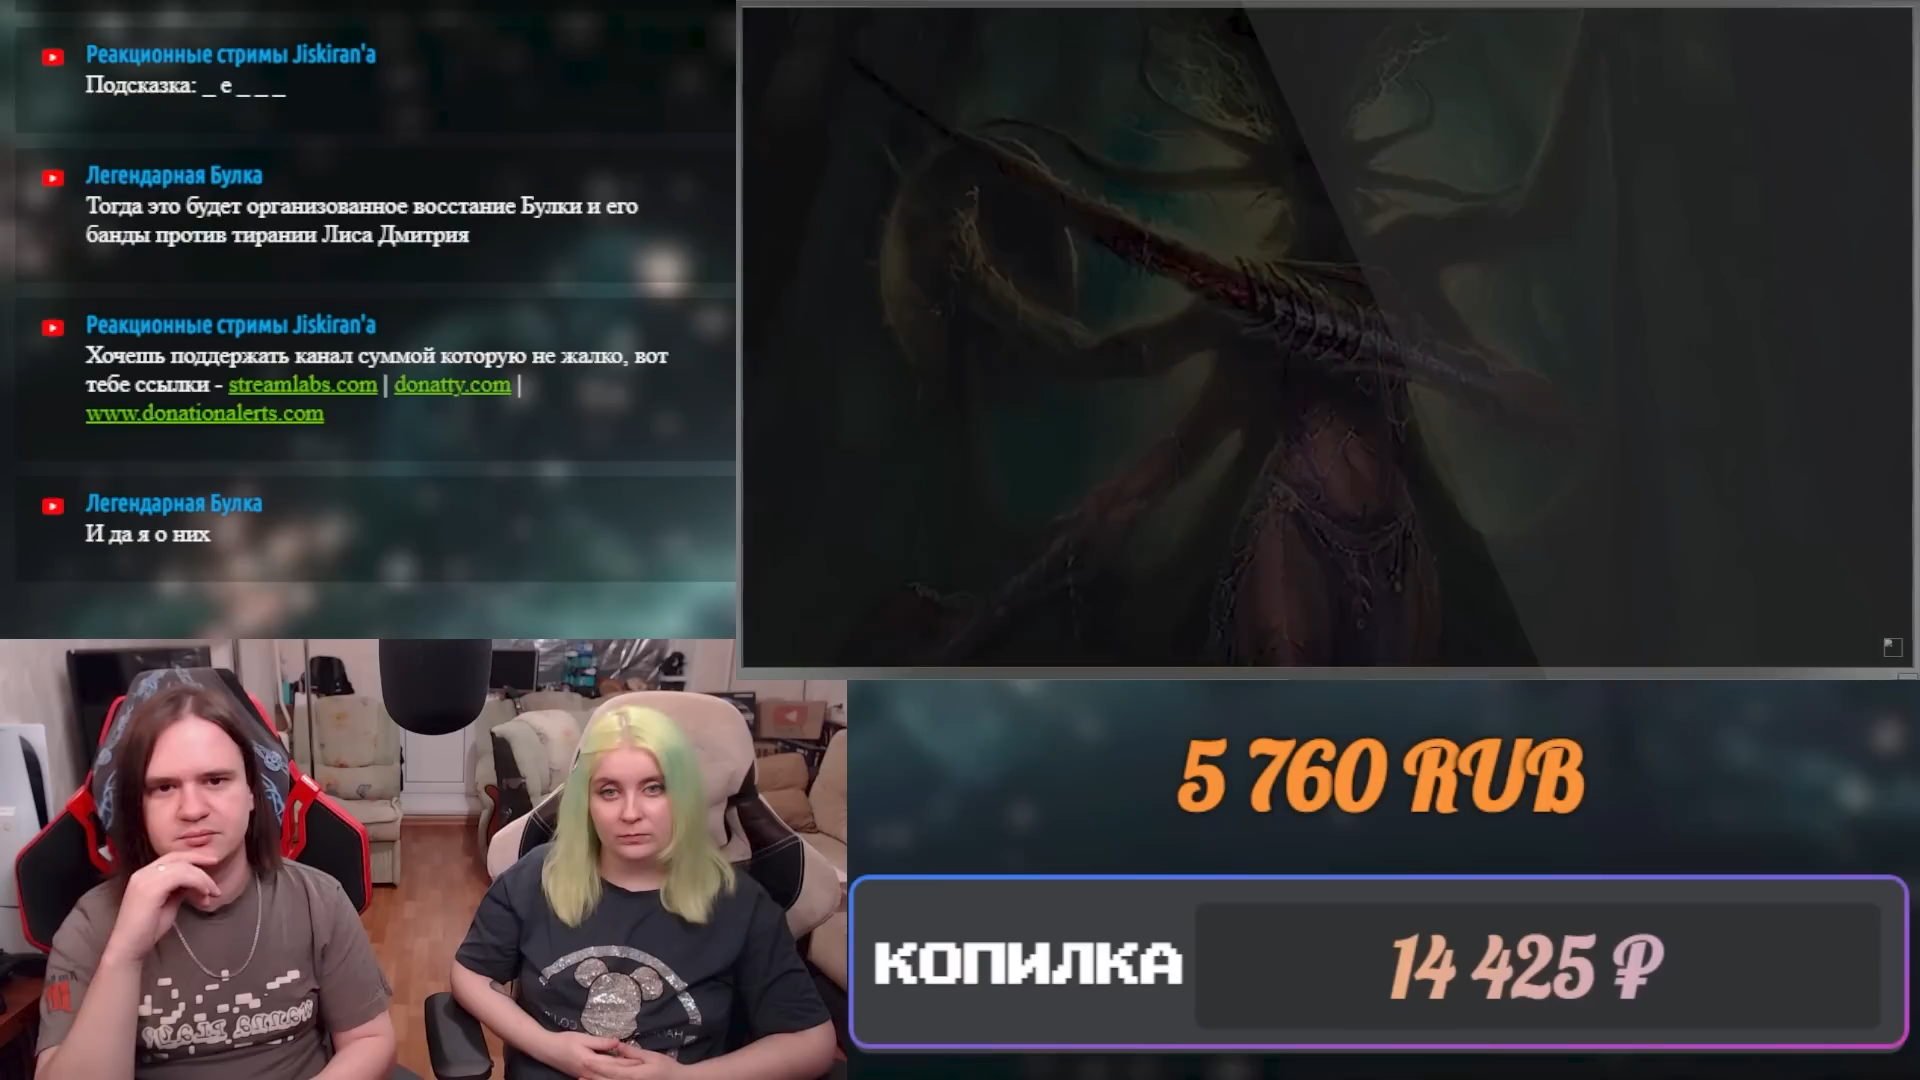 Реакционные стримы Jiskiran'a
Подсказка: _ е _ _ _
Легендарная Булка
Тогда это будет организованное восстание Булки и его
банды против тирании Лиса Дмитрия
Реакционные стримы Jiskiran'a
Хочешь поддержать канал суммой которую не жалко, вот
тебе ссылки - streamlabs.com | donatty.com |
www.donationalerts.com
Легендарная Булка
И да я о них
5 760 RUB
КОПИЛКА
14 425 ₽